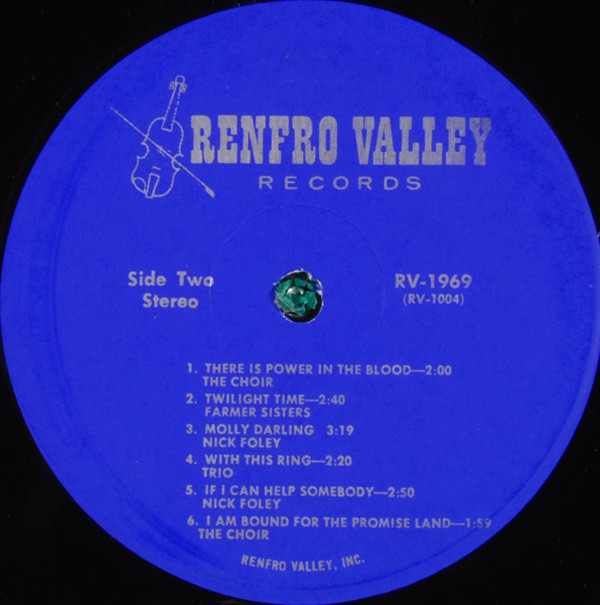 RENFRO VALLEY
RECORDS
Side Two
Stereo
RV-1969
(RV-1004)
1. THERE IS POWER IN THE BLOOD—2:00
THE CHOIR
2. TWILIGHT TIME—2:40
FARMER SISTERS
3. MOLLY DARLING 3:19
NICK FOLEY
4. WITH THIS RING—2:20
TRIO
5. IF I CAN HELP SOMEBODY—2:50
NICK FOLEY
6. I AM BOUND FOR THE PROMISE LAND—1:59
THE CHOIR
RENFRO VALLEY, INC.